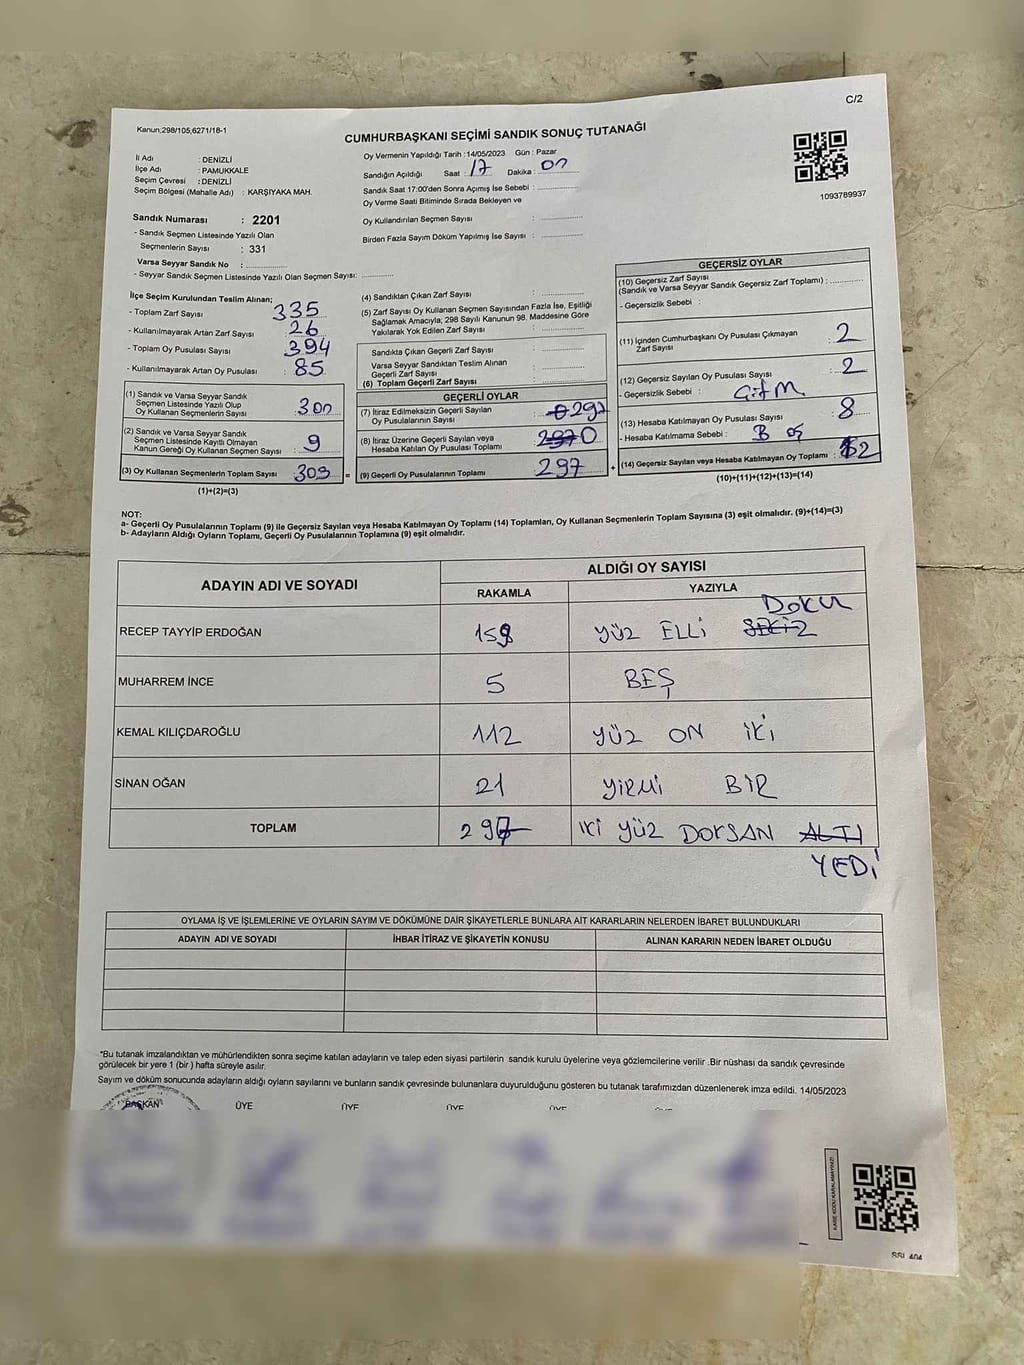 C/2
Kanun;298/105,6271/18-1
CUMHURBAŞKANI SEÇİMİ SANDIK SONUÇ TUTANAĞI
1093789937
İl Adı : DENİZLİ
İlçe Adı : PAMUKKALE
Seçim Çevresi : DENİZLİ
Seçim Bölgesi (Mahalle Adı) : KARŞIYAKA MAH.
Oy Vermenin Yapıldığı Tarih :14/05/2023 Gün : Pazar
Sandığın Açıldığı Saat : 17 Dakika : 00
Sandık Saat 17:00'den Sonra Açımış İse Sebebi :
Oy Verme Saati Bitiminde Sırada Bekleyen ve
Oy Kullandırılan Seçmen Sayısı :
Birden Fazla Sayım Döküm Yapılmış İse Sayısı :
Sandık Numarası : 2201
- Sandık Seçmen Listesinde Yazılı Olan
Seçmenlerin Sayısı : 331
Varsa Seyyar Sandık No :
- Seyyar Sandık Seçmen Listesinde Yazılı Olan Seçmen Sayısı:
İlçe Seçim Kurulundan Teslim Alınan;
- Toplam Zarf Sayısı : 335
- Kullanılmayarak Artan Zarf Sayısı : 26
- Toplam Oy Pusulası Sayısı : 394
- Kullanılmayarak Artan Oy Pusulası : 85
(1) Sandık ve Varsa Seyyar Sandık
Seçmen Listesinde Yazılı Olup
Oy Kullanan Seçmenlerin Sayısı : 300
(2) Sandık ve Varsa Seyyar Sandık
Seçmen Listesinde Kayıtlı Olmayan
Kanun Gereği Oy Kullanan Seçmen Sayısı : 9
(3) Oy Kullanan Seçmenlerin Toplam Sayısı : 309 =
(1)+(2)=(3)
(4) Sandıktan Çıkan Zarf Sayısı :
(5) Zarf Sayısı Oy Kullanan Seçmen Sayısından Fazla İse, Eşitliği
Sağlamak Amacıyla; 298 Sayılı Kanunun 98. Maddesine Göre
Yakılarak Yok Edilen Zarf Sayısı :
Sandıkta Çıkan Geçerli Zarf Sayısı :
Varsa Seyyar Sandıktan Teslim Alınan
Geçerli Zarf Sayısı :
(6) Toplam Geçerli Zarf Sayısı :
GEÇERLİ OYLAR
(7) İtiraz Edilmeksizin Geçerli Sayılan
Oy Pusulalarının Sayısı : 0 297
(8) İtiraz Üzerine Geçerli Sayılan veya
Hesaba Katılan Oy Pusulası Toplamı : 297 0
(9) Geçerli Oy Pusulalarının Toplamı : 297 +
GEÇERSİZ OYLAR
(10) Geçersiz Zarf Sayısı
(Sandık ve Varsa Seyyar Sandık Geçersiz Zarf Toplamı) :
- Geçersizlik Sebebi :
(11) İçinden Cumhurbaşkanı Oy Pusulası Çıkmayan
Zarf Sayısı : 2
(12) Geçersiz Sayılan Oy Pusulası Sayısı : 2
- Geçersizlik Sebebi :
(13) Hesaba Katılmayan Oy Pusulası Sayısı : 8
- Hesaba Katılmama Sebebi :
(14) Geçersiz Sayılan veya Hesaba Katılmayan Oy Toplamı : 12
(10)+(11)+(12)+(13)=(14)
NOT:
a- Geçerli Oy Pusulalarının Toplamı (9) ile Geçersiz Sayılan veya Hesaba Katılmayan Oy Toplamı (14) Toplamları, Oy Kullanan Seçmenlerin Toplam Sayısına (3) eşit olmalıdır. (9)+(14)=(3)
b- Adayların Aldığı Oyların Toplamı, Geçerli Oy Pusulalarının Toplamına (9) eşit olmalıdır.
ADAYIN ADI VE SOYADI
ALDIĞI OY SAYISI
RAKAMLA YAZIYLA
DOKU
RECEP TAYYİP ERDOĞAN 159 YÜZ ELLİ SEKİZ
MUHARREM İNCE 5 BEŞ
KEMAL KILIÇDAROĞLU 112 YÜZ ON İKİ
SİNAN OĞAN 21 YİRMİ BİR
TOPLAM 297 İKİ YÜZ DOKSAN ALTI
YEDİ
OYLAMA İŞ VE İŞLEMLERİNE VE OYLARIN SAYIM VE DÖKÜMÜNE DAİR ŞİKAYETLERLE BUNLARA AİT KARARLARIN NELERDEN İBARET BULUNDUKLARI
ADAYIN ADI VE SOYADI İHBAR İTİRAZ VE ŞİKAYETİN KONUSU ALINAN KARARIN NEDEN İBARET OLDUĞU
*Bu tutanak imzalandıktan ve mühürlendikten sonra seçime katılan adayların ve talep eden siyasi partilerin sandık kurulu üyelerine veya gözlemcilerine verilir .Bir nüshası da sandık çevresinde
görülecek bir yere 1 (bir ) hafta süreyle asılır.
Sayım ve döküm sonucunda adayların aldığı oyların sayılarını ve bunların sandık çevresinde bulunanlara duyurulduğunu gösteren bu tutanak tarafımızdan düzenlenerek imza edildi. 14/05/2023
BAŞKAN ÜYE ÜYE ÜYE ÜYE
KARE KODU KARALAMAYINIZ!